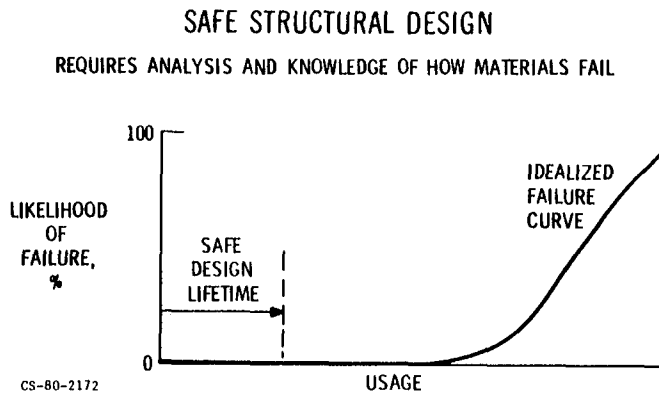 SAFE STRUCTURAL DESIGN
REQUIRES ANALYSIS AND KNOWLEDGE OF HOW MATERIALS FAIL
100
LIKELIHOOD
OF
FAILURE,
%
SAFE
DESIGN
LIFETIME
IDEALIZED
FAILURE
CURVE
0
USAGE
CS-80-2172